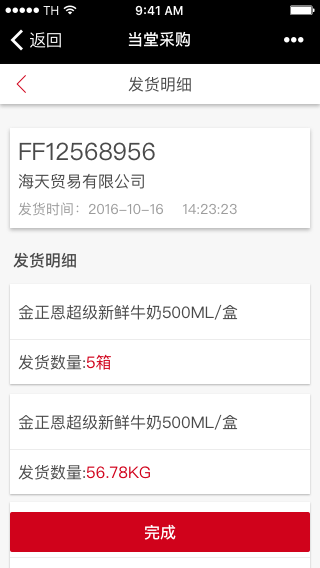 TH 9:41 AM
返回 当堂采购
发货明细
FF12568956
海天贸易有限公司
发货时间：2016-10-16 14:23:23
发货明细
金正恩超级新鲜牛奶500ML/盒
发货数量:5箱
金正恩超级新鲜牛奶500ML/盒
发货数量:56.78KG
完成